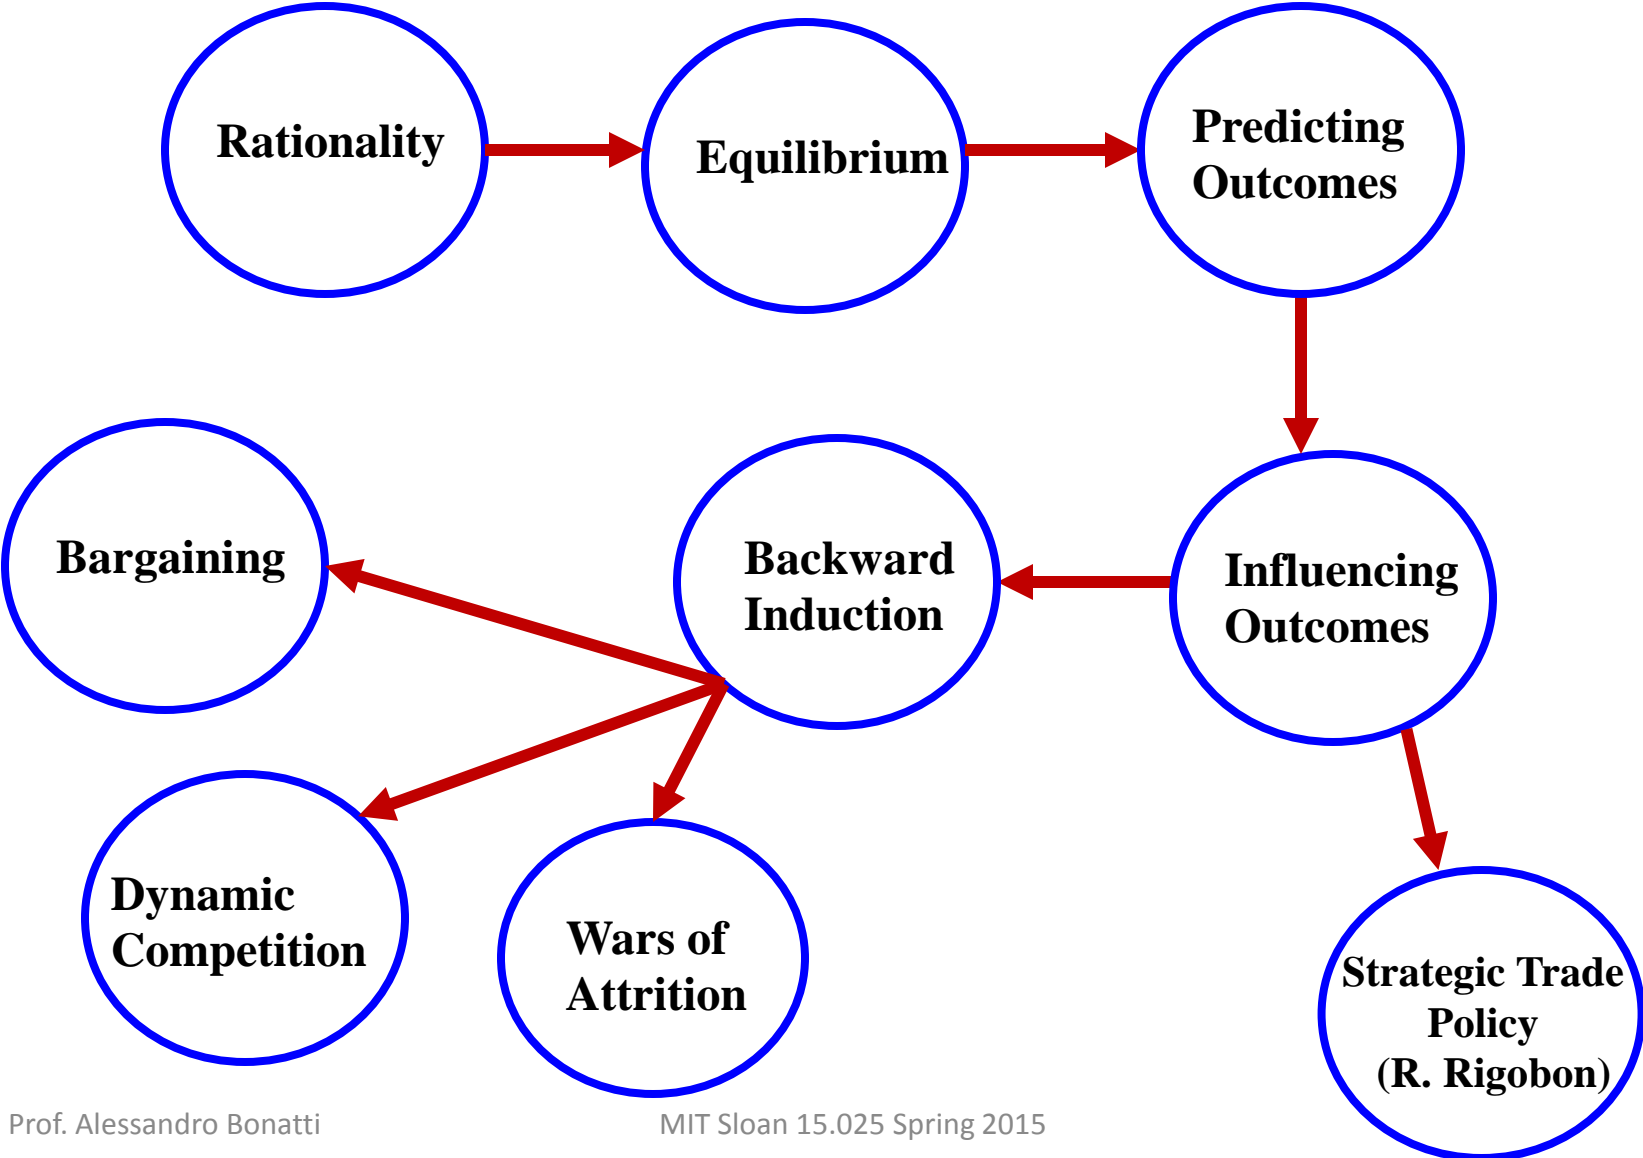 Rationality
Equilibrium
Predicting
Outcomes
Bargaining
Backward
Induction
Influencing
Outcomes
Dynamic
Competition
Wars of
Attrition
Strategic Trade
Policy
(R. Rigobon)
Prof. Alessandro Bonatti
MIT Sloan 15.025 Spring 2015